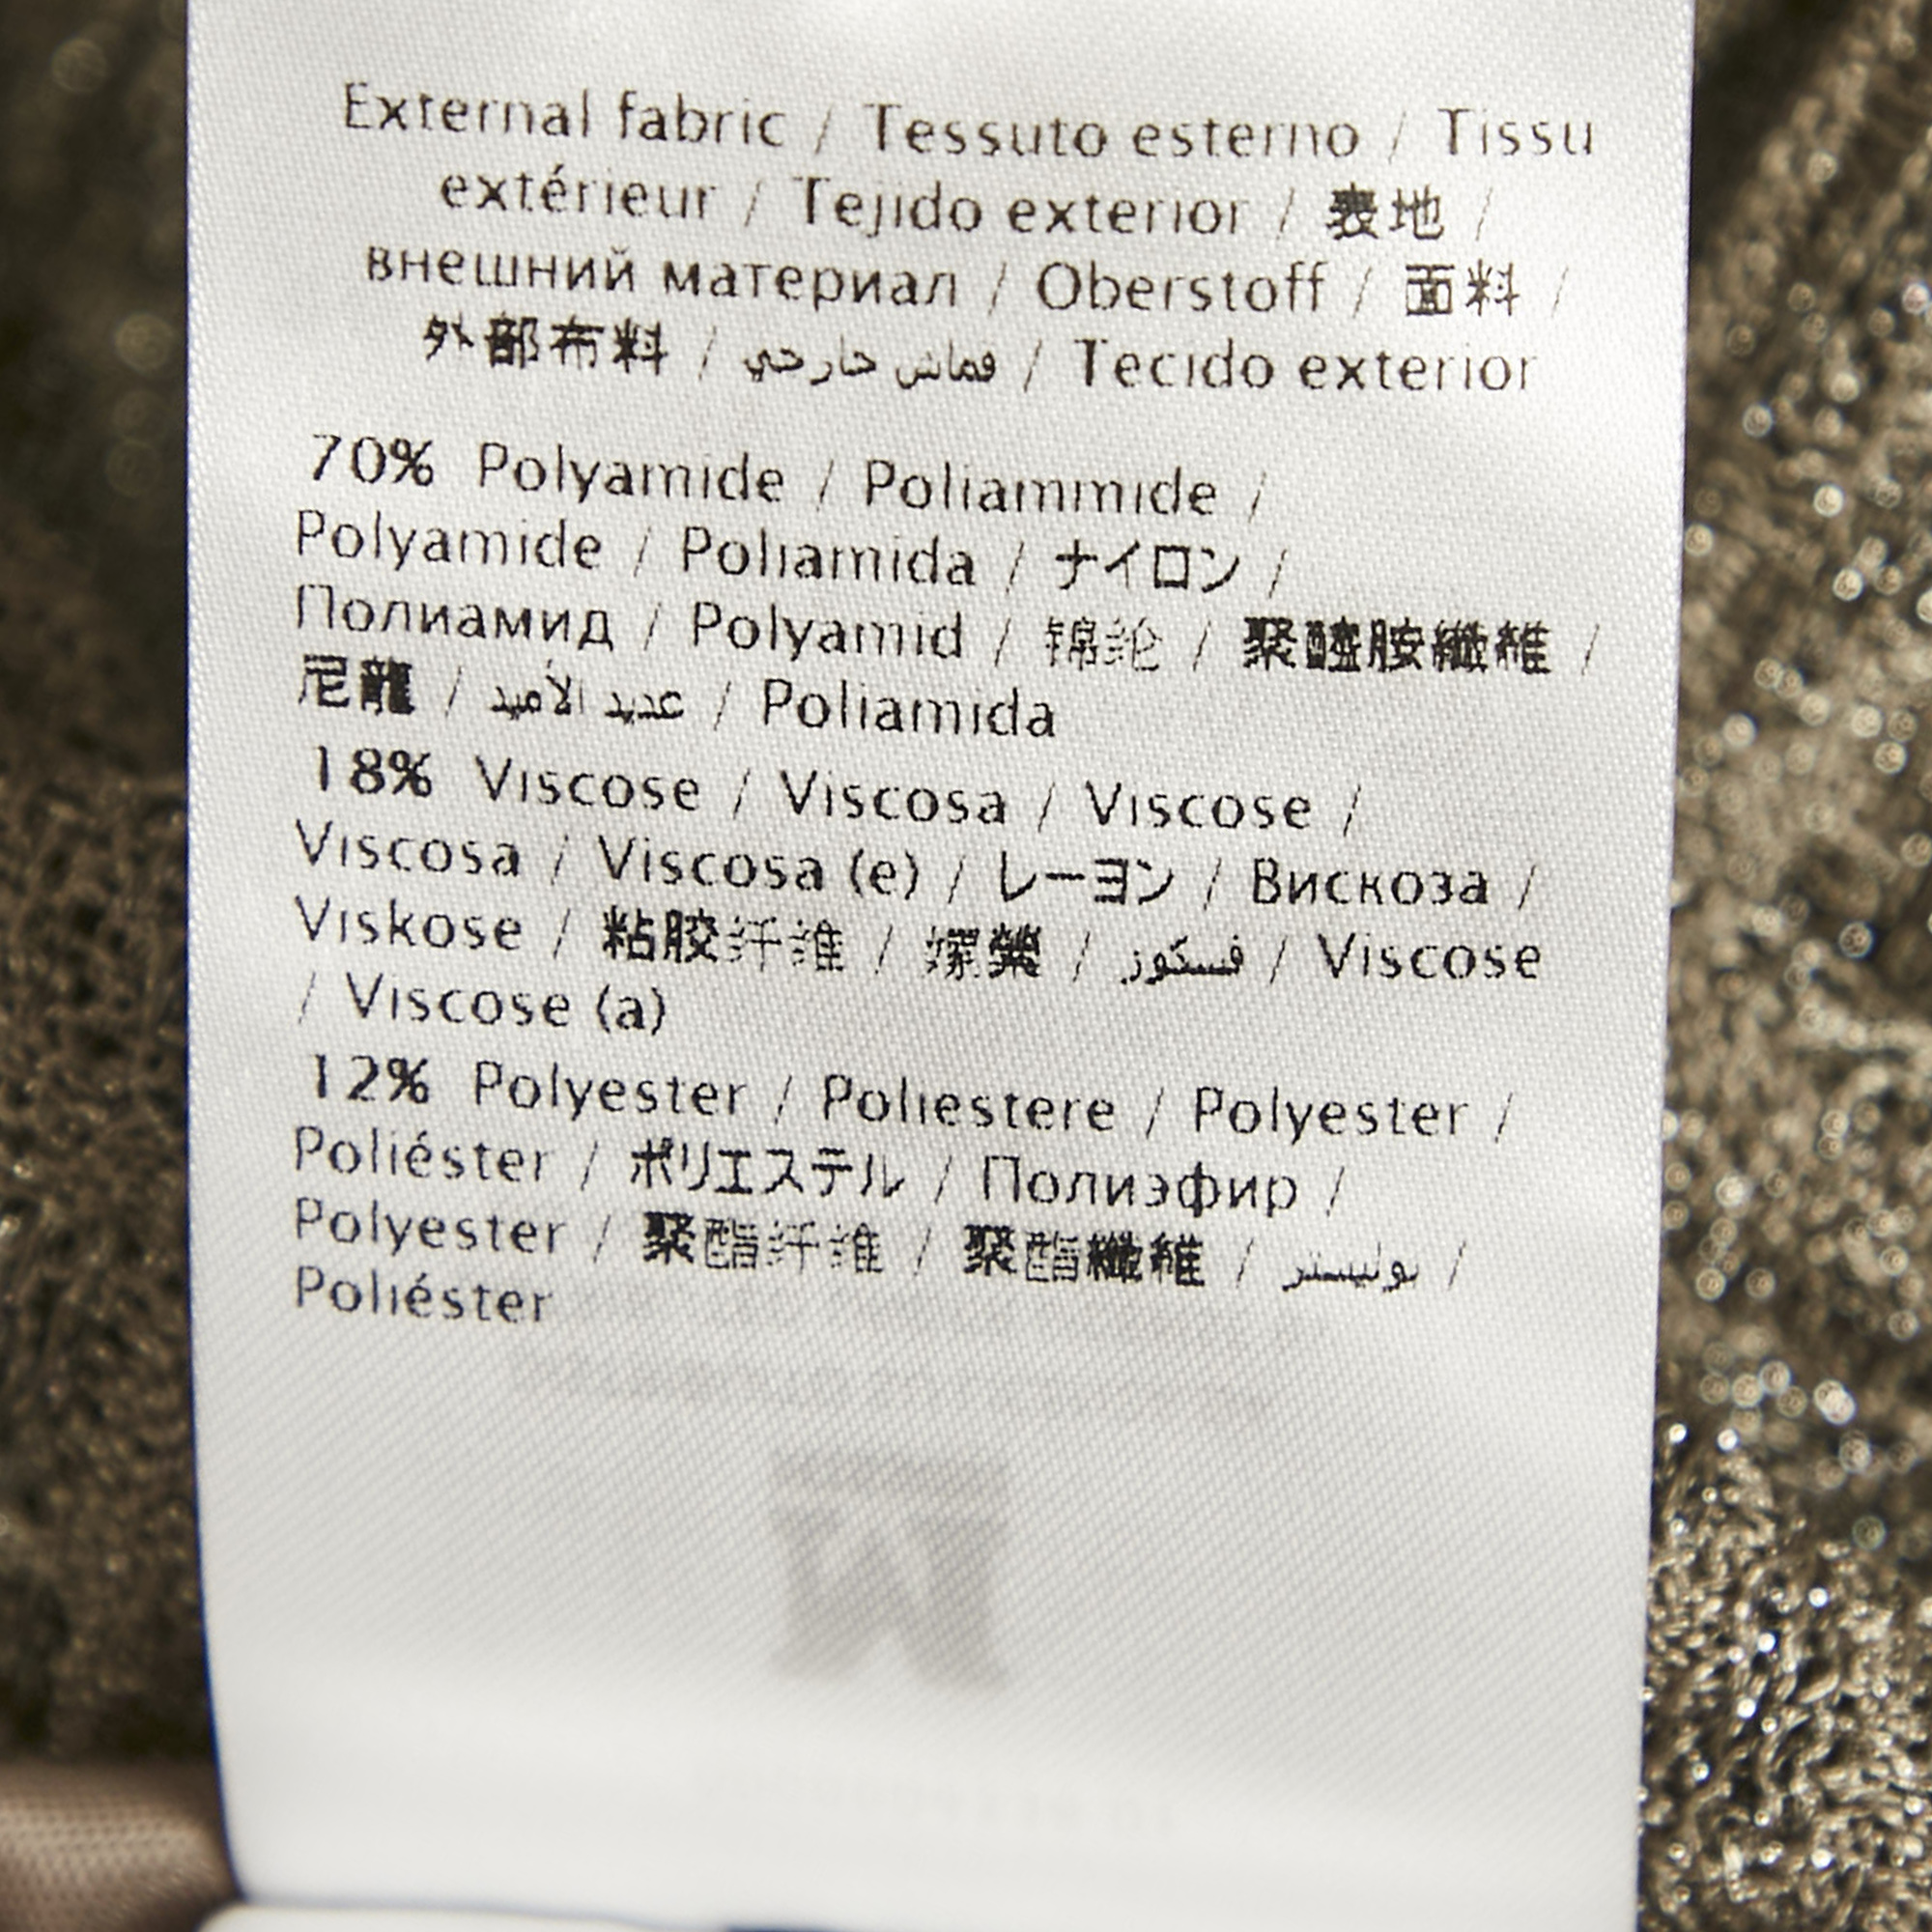 External fabric / Tessuto esterno / Tissu
extérieur / Tejido exterior / 表地 /
внешний материал / Oberstoff / 面料 /
外部布料 / قماش خارجي / Tecido exterior
70% Polyamide / Poliammide /
Polyamide / Poliamida / ナイロン /
Полиамид / Polyamid / 锦纶 / 聚醯胺纖維 /
尼龍 / عديد الأميد / Poliamida
18% Viscose / Viscosa / Viscose /
Viscosa / Viscosa (e) / レーヨン / Вискоза /
Viskose / 粘胶纤维 / 嫘縈 / فسكوز / Viscose
/ Viscose (a)
12% Polyester / Poliestere / Polyester /
Poliéster / ポリエステル / Полиэфир /
Polyester / 聚酯纤维 / 聚酯纖維 / بوليستر /
Poliéster